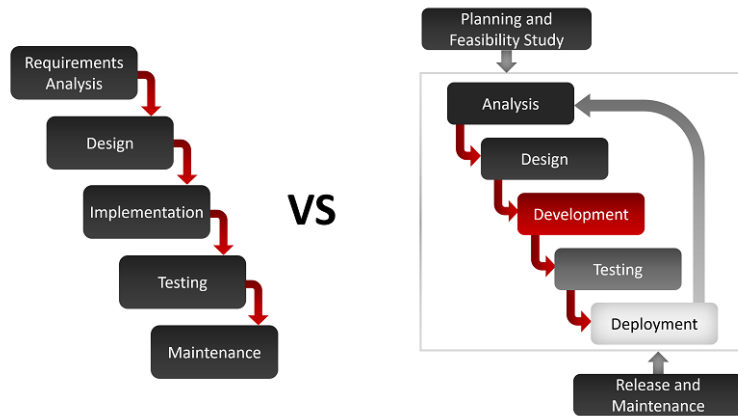 Requirements
Analysis
Design
Implementation
Testing
Maintenance
VS
Planning and
Feasibility Study
Analysis
Design
Development
Testing
Deployment
Release and
Maintenance